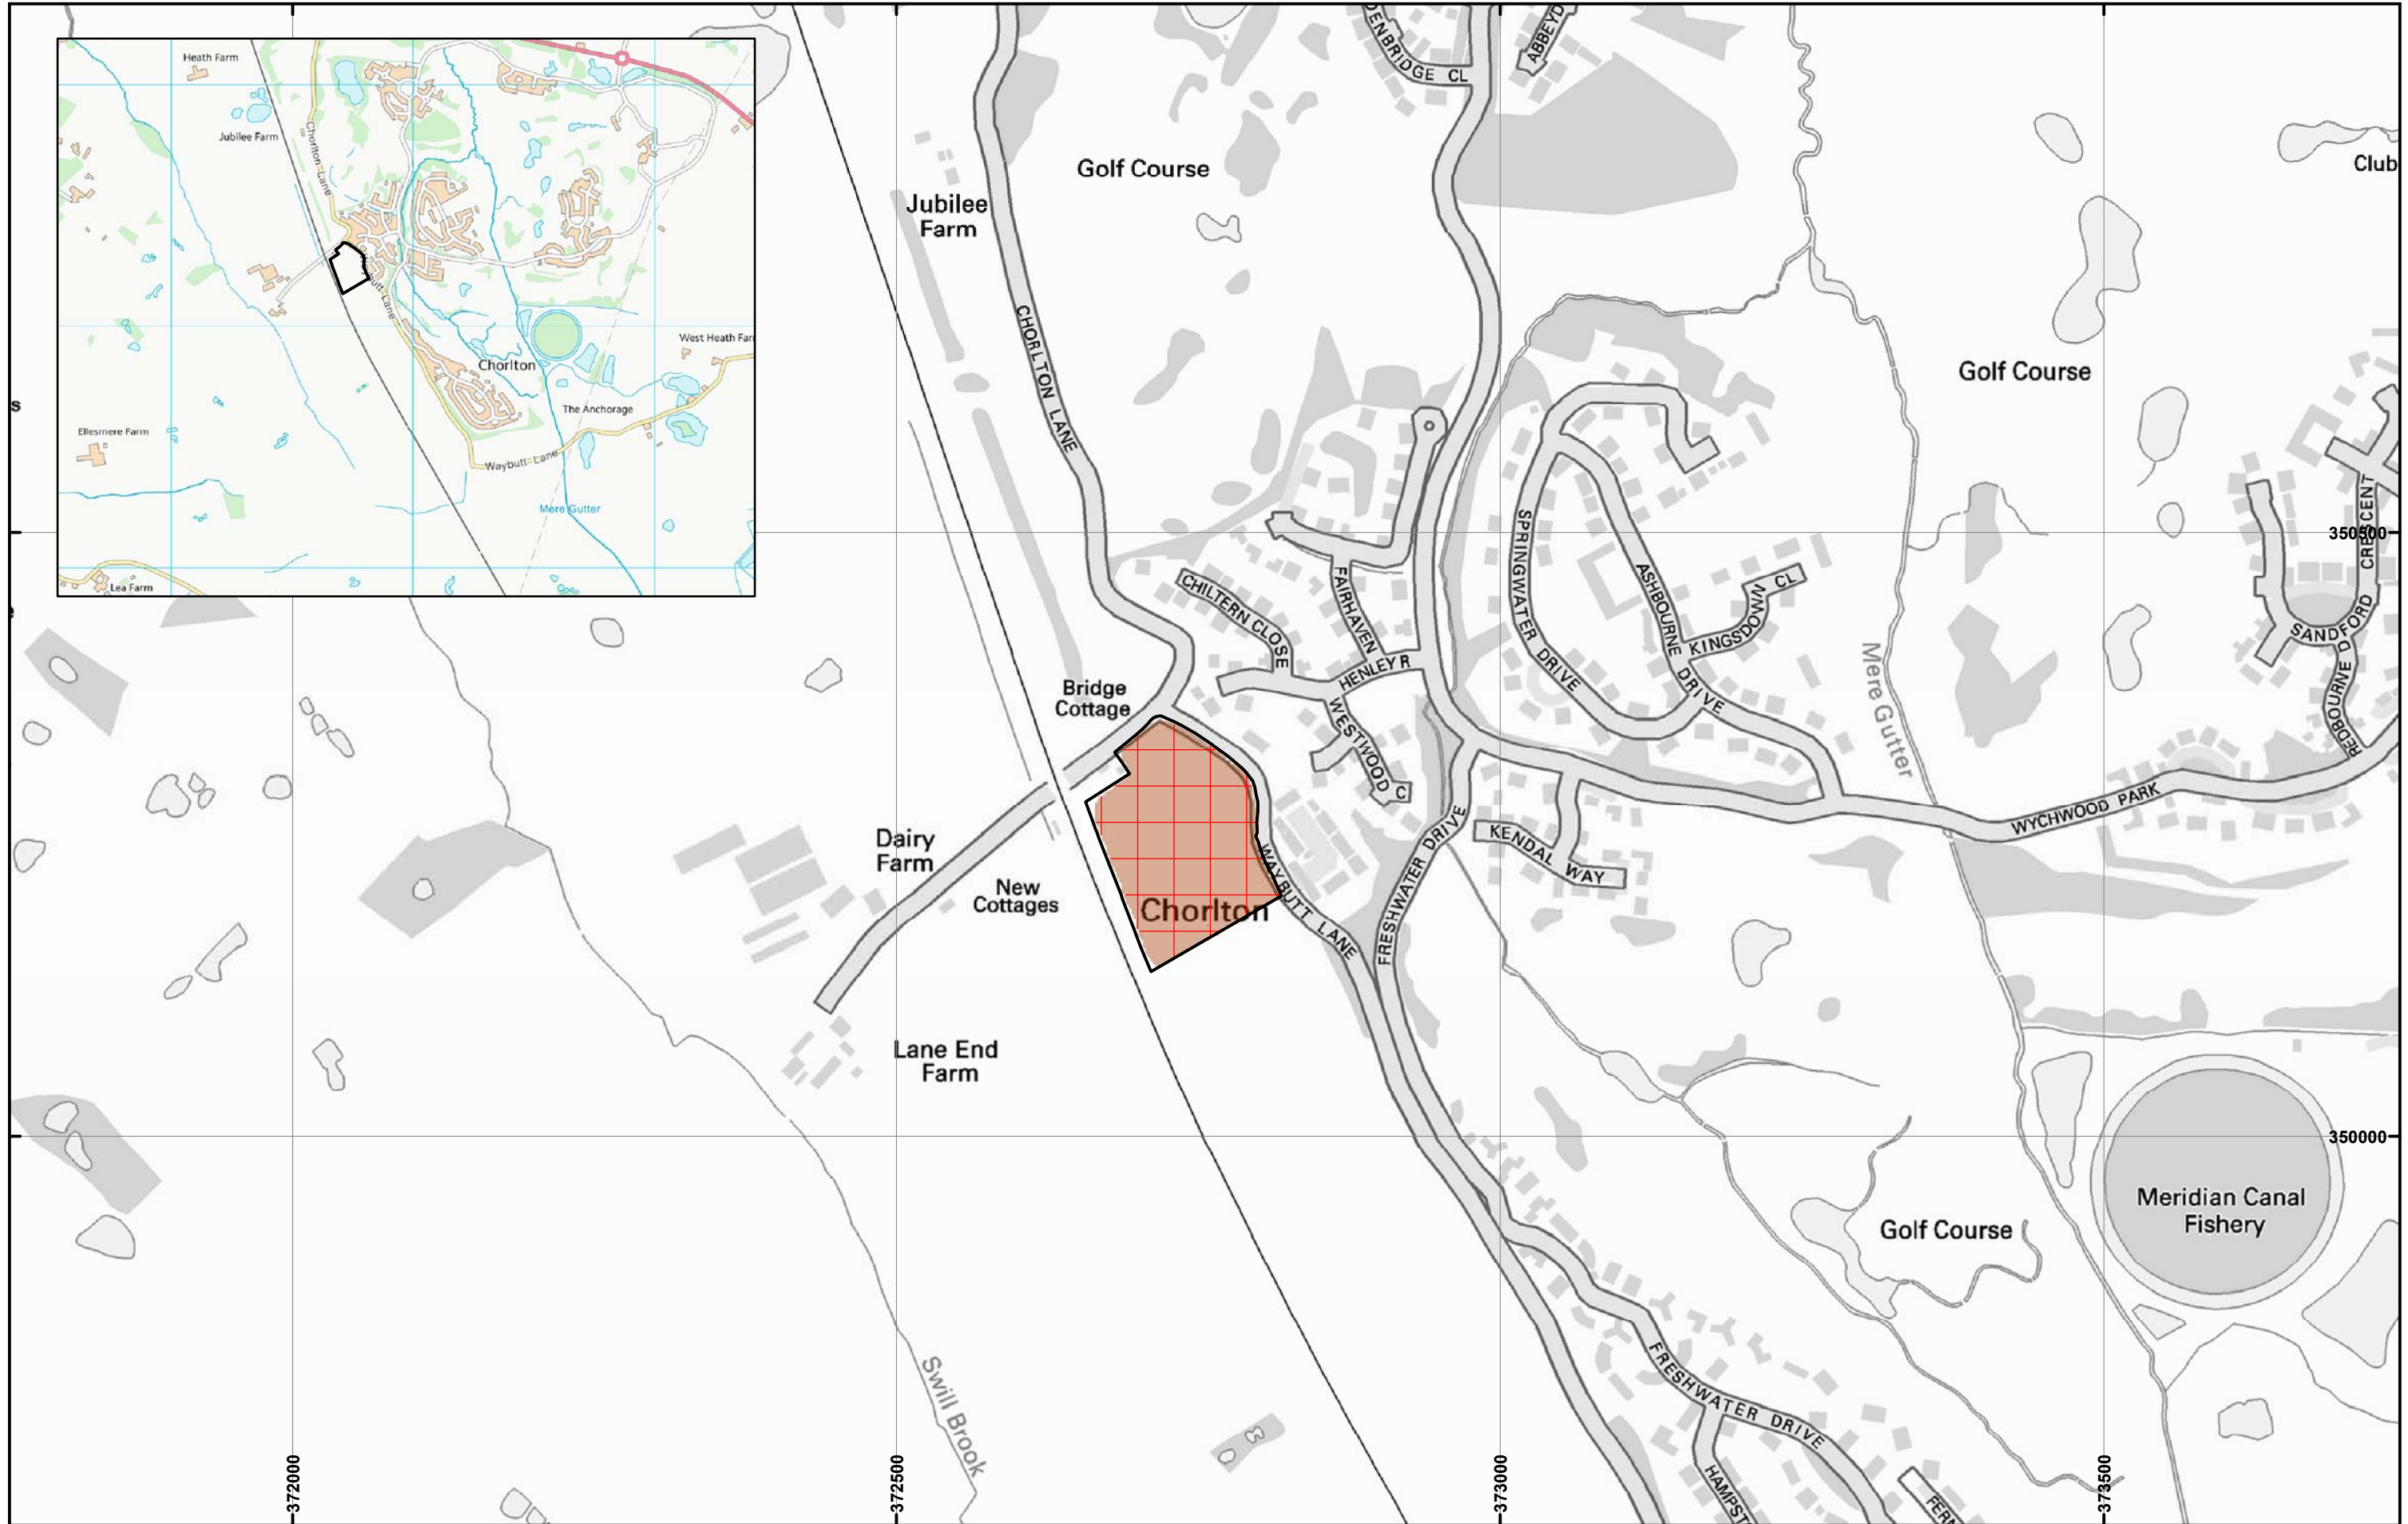 Heath Farm
Jubilee Farm
Chorlton Lane
Waybutt Lane
Chorlton
West Heath Far
The Anchorage
Ellesmere Farm
Mere Gutter
Lea Farm
ENBRIDGE CL
ABBEYD
Golf Course
Club
Jubilee
Farm
CHORLTON LANE
Golf Course
s
350500
CRESCENT
SANDFORD
REDBOURNE D
SPRINGWATER DRIVE
ASHBOURNE DRIVE
KINGSDOWN CL
CHILTERN CLOSE
FAIRHAVEN
HENLEY R
WESTWOOD C
Mere Gutter
Bridge
Cottage
Dairy
Farm
New
Cottages
Chorlton
WAYBUTT LANE
FRESHWATER DRIVE
KENDAL WAY
WYCHWOOD PARK
Lane End
Farm
350000
Meridian Canal
Fishery
Golf Course
Swill Brook
FRESHWATER DRIVE
HAMPST
FERN
372000
372500
373000
373500